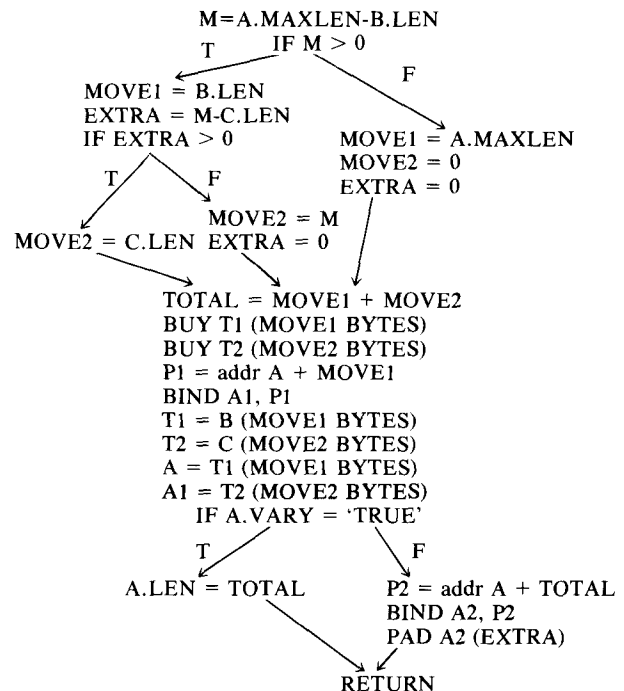 M=A.MAXLEN-B.LEN
IF M > 0
T
F
MOVE1 = B.LEN
EXTRA = M-C.LEN
IF EXTRA > 0
MOVE1 = A.MAXLEN
MOVE2 = 0
EXTRA = 0
T
F
MOVE2 = C.LEN
MOVE2 = M
EXTRA = 0
TOTAL = MOVE1 + MOVE2
BUY T1 (MOVE1 BYTES)
BUY T2 (MOVE2 BYTES)
P1 = addr A + MOVE1
BIND A1, P1
T1 = B (MOVE1 BYTES)
T2 = C (MOVE2 BYTES)
A = T1 (MOVE1 BYTES)
A1 = T2 (MOVE2 BYTES)
IF A.VARY = ‘TRUE’
T
F
A.LEN = TOTAL
P2 = addr A + TOTAL
BIND A2, P2
PAD A2 (EXTRA)
RETURN